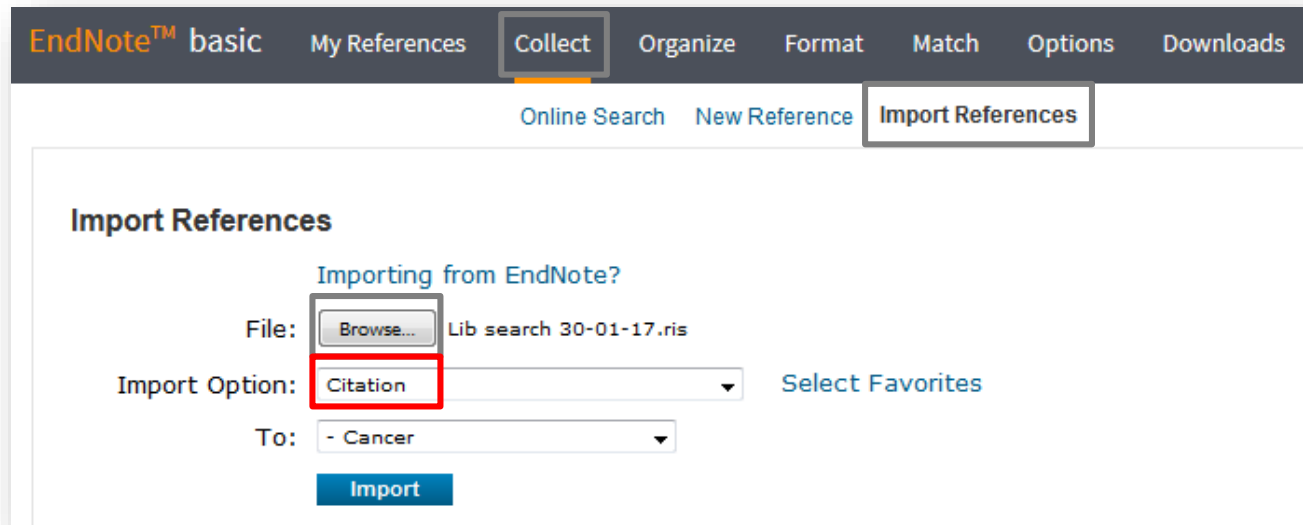 EndNote™ basic My References Collect Organize Format Match Options Downloads
Online Search New Reference Import References
Import References
Importing from EndNote?
File: Browse... Lib search 30-01-17.ris
Import Option: Citation Select Favorites
To: - Cancer
Import